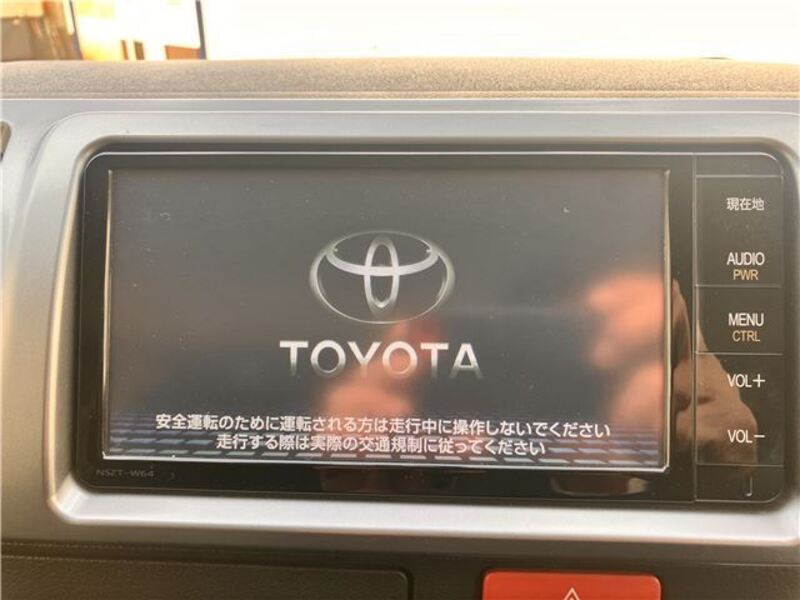 TOYOTA
安全運転のために運転される方は走行中に操作しないでください
走行する際は実際の交通規制に従ってください
NSZT-W64
現在地
AUDIO
PWR
MENU
CTRL
VOL+
VOL-